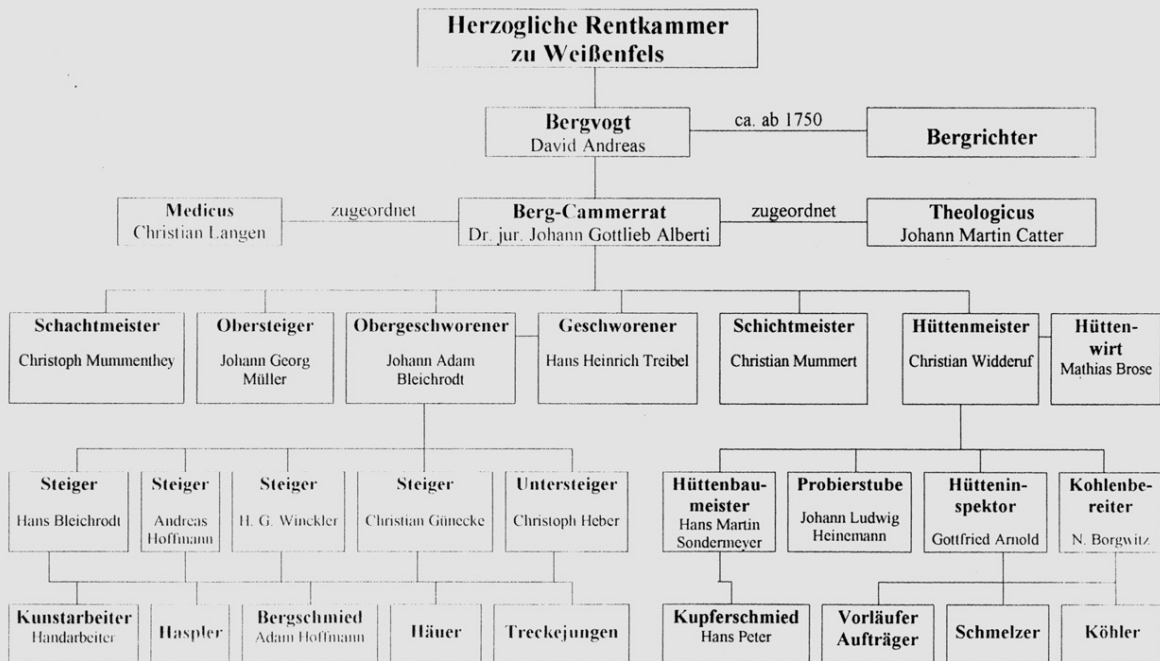 Herzogliche Rentkammer
zu Weißenfels
Bergvogt
David Andreas
ca. ab 1750
Bergrichter
Medicus
Christian Langen
zugeordnet
Berg-Cammerrat
Dr. jur. Johann Gottlieb Alberti
zugeordnet
Theologicus
Johann Martin Catter
Schachtmeister
Christoph Mummenthey
Obersteiger
Johann Georg
Müller
Obergeschworener
Johann Adam
Bleichrodt
Geschworener
Hans Heinrich Treibel
Schichtmeister
Christian Mummert
Hüttenmeister
Christian Widderuf
Hütten-
wirt
Mathias Brose
Steiger
Hans Bleichrodt
Steiger
Andreas
Hoffmann
Steiger
H. G. Winckler
Steiger
Christian Günecke
Untersteiger
Christoph Heber
Hüttenbau-
meister
Hans Martin
Sondermeyer
Probierstube
Johann Ludwig
Heinemann
Hüttenin-
spektor
Gottfried Arnold
Kohlenbe-
reiter
N. Borgwitz
Kunstarbeiter
Handarbeiter
Haspler
Bergschmied
Adam Hoffmann
Häuer
Treckejungen
Kupferschmied
Hans Peter
Vorläufer
Aufträger
Schmelzer
Köhler